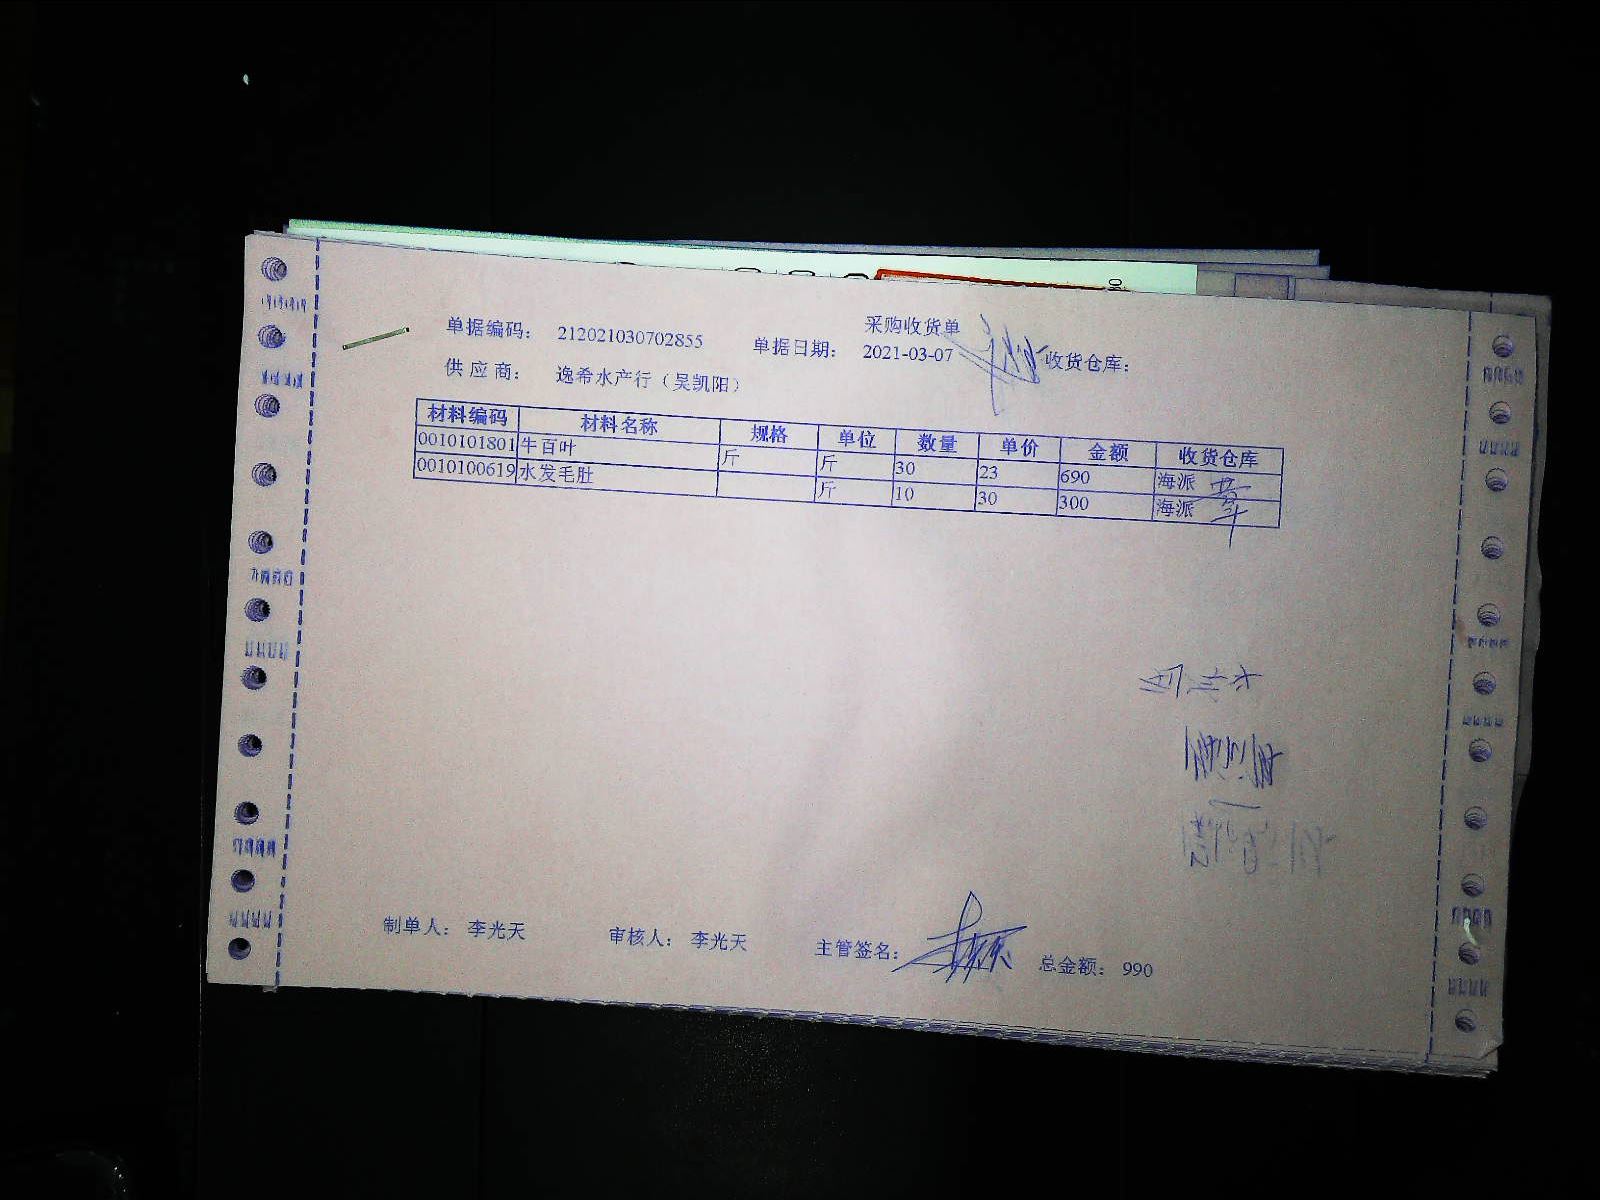 采购收货单
单据编码： 212021030702855 单据日期： 2021-03-07 收货仓库：
供应商： 逸希水产行（吴凯阳）
材料编码 材料名称 规格 单位 数量 单价 金额 收货仓库
0010101801 牛百叶 斤 斤 30 23 690 海派
0010100619 水发毛肚 斤 10 30 300 海派
制单人： 李光天 审核人： 李光天 主管签名： 总金额： 990